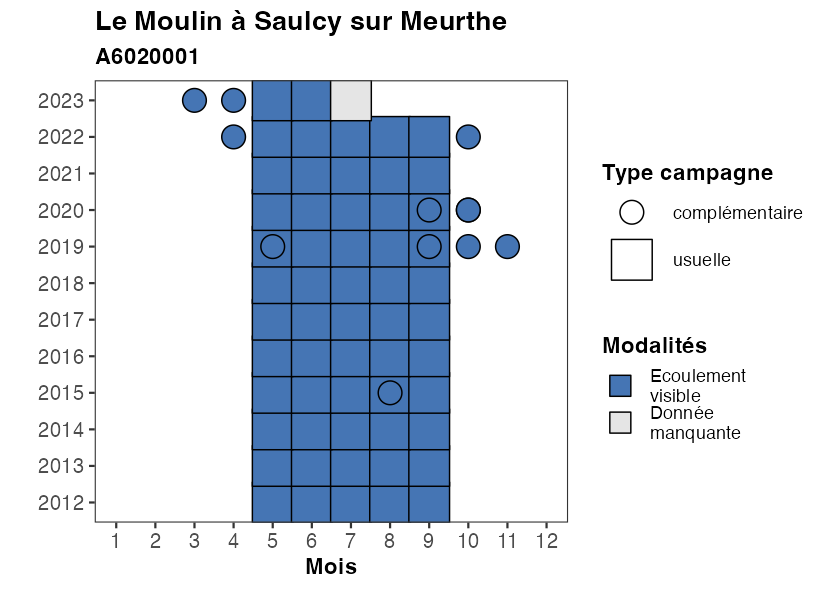 Le Moulin à Saulcy sur Meurthe
A6020001
2023
2022
2021
2020
2019
2018
2017
2016
2015
2014
2013
2012
1 2 3 4 5 6 7 8 9 10 11 12
Mois
Type campagne
complémentaire
usuelle
Modalités
Ecoulement
visible
Donnée
manquante